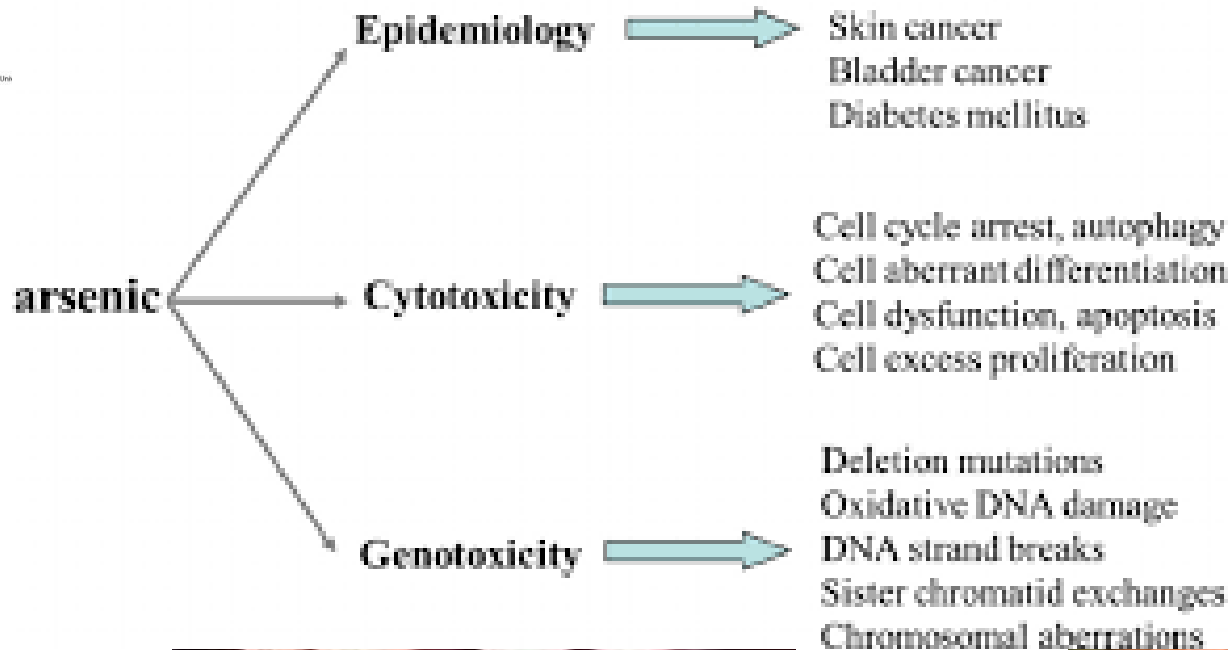 Epidemiology
Skin cancer
Bladder cancer
Diabetes mellitus
arsenic
Cytotoxicity
Cell cycle arrest, autophagy
Cell aberrant differentiation
Cell dysfunction, apoptosis
Cell excess proliferation
Genotoxicity
Deletion mutations
Oxidative DNA damage
DNA strand breaks
Sister chromatid exchanges
Chromosomal aberrations